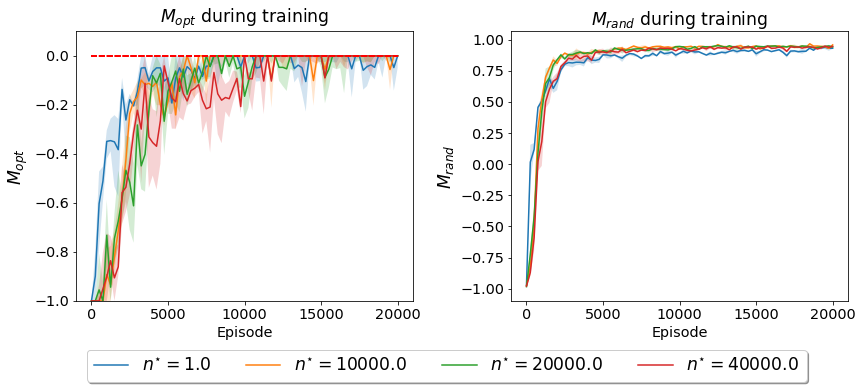 M_opt during training
M_rand during training
0.0
−0.2
−0.4
−0.6
−0.8
−1.0
M_opt
0
5000
10000
15000
20000
Episode
1.00
0.75
0.50
0.25
0.00
−0.25
−0.50
−0.75
−1.00
M_rand
0
5000
10000
15000
20000
Episode
n* = 1.0
n* = 10000.0
n* = 20000.0
n* = 40000.0